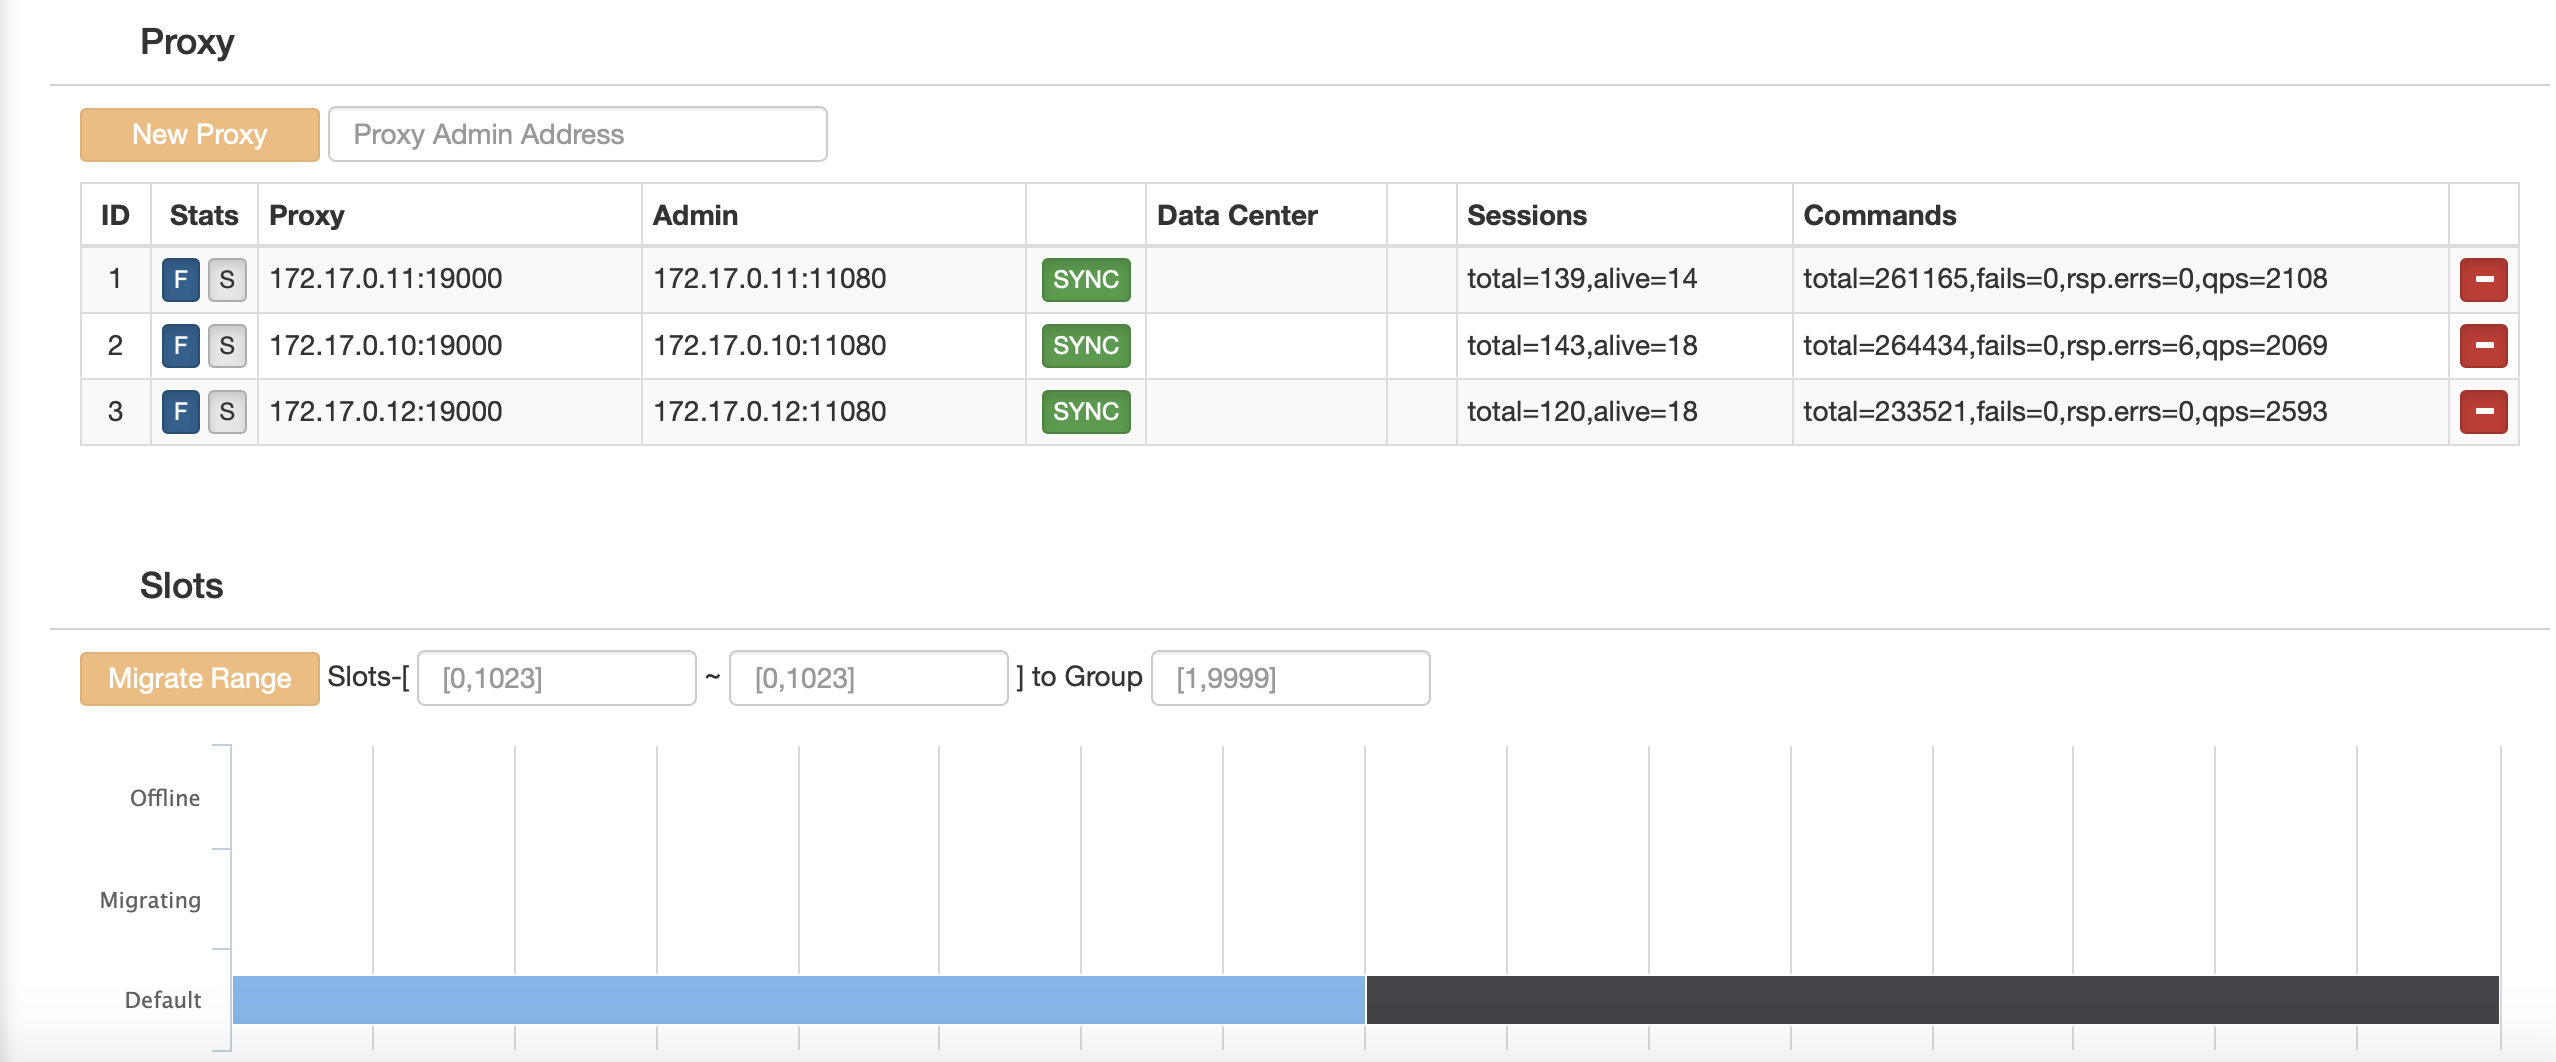 Proxy
New Proxy Proxy Admin Address
ID Stats Proxy Admin Data Center Sessions Commands
1 F S 172.17.0.11:19000 172.17.0.11:11080 SYNC total=139,alive=14 total=261165,fails=0,rsp.errs=0,qps=2108
2 F S 172.17.0.10:19000 172.17.0.10:11080 SYNC total=143,alive=18 total=264434,fails=0,rsp.errs=6,qps=2069
3 F S 172.17.0.12:19000 172.17.0.12:11080 SYNC total=120,alive=18 total=233521,fails=0,rsp.errs=0,qps=2593
Slots
Migrate Range Slots-[ [0,1023] ~ [0,1023] ] to Group [1,9999]
Offline
Migrating
Default